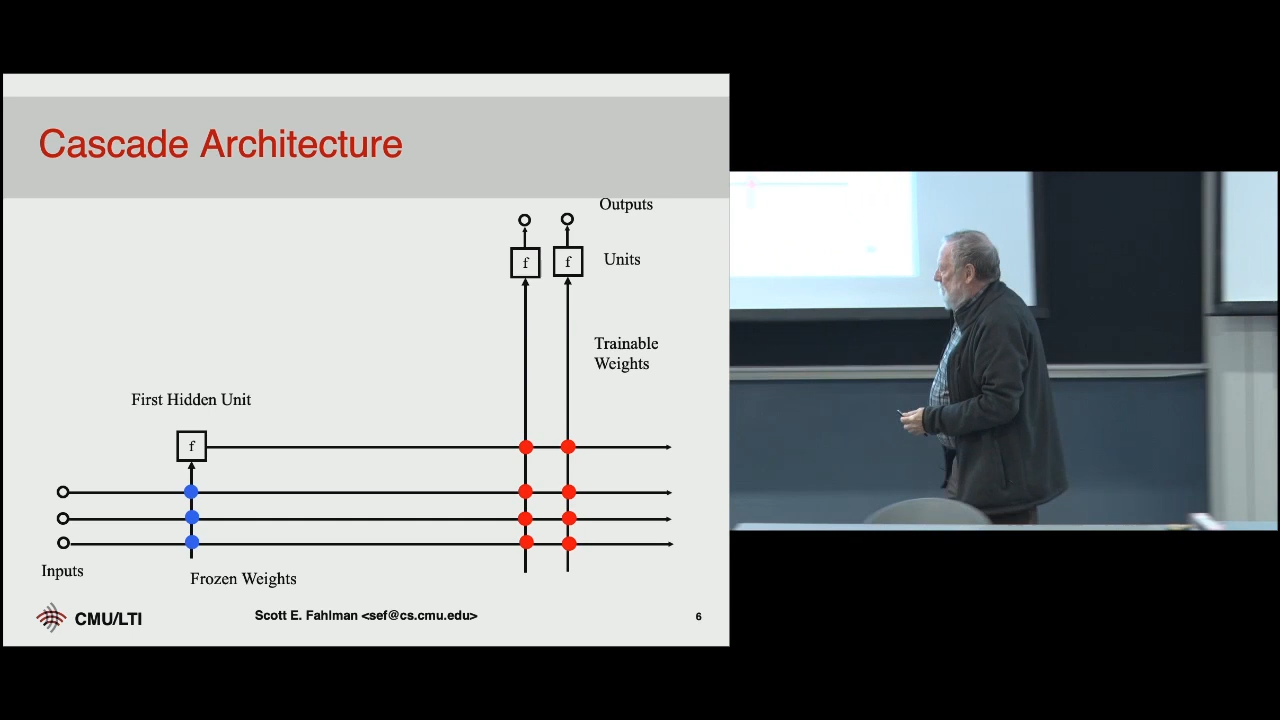 Cascade Architecture
Outputs
f
f
Units
Trainable
Weights
First Hidden Unit
f
Inputs
Frozen Weights
CMU/LTI
Scott E. Fahlman <sef@cs.cmu.edu>
6